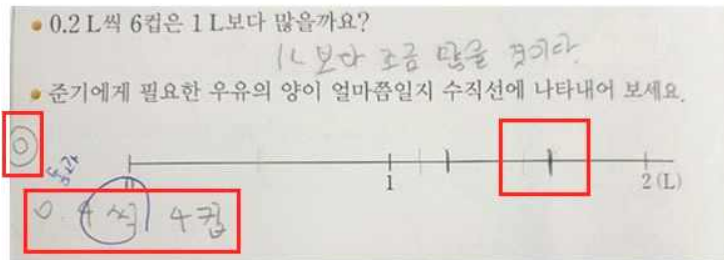 • 0.2 L씩 6컵은 1 L보다 많을까요?
1L 보다 조금 많을 것이다.
• 준기에게 필요한 우유의 양이 얼마쯤일지 수직선에 나타내어 보세요.
0 1 2 (L)
0.4씩 4컵